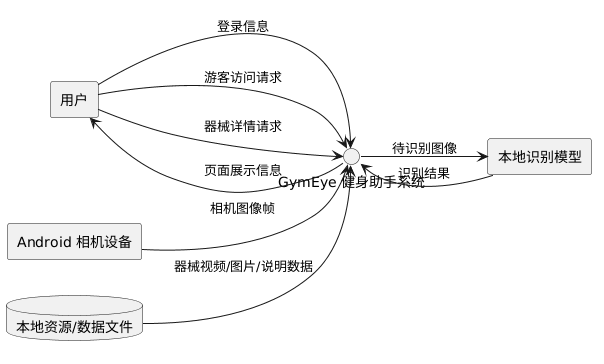 登录信息
游客访问请求
用户
器械详情请求
待识别图像
本地识别模型
页面展示信息
GymEye 健身助手系统
识别结果
相机图像帧
Android 相机设备
器械视频/图片/说明数据
本地资源/数据文件